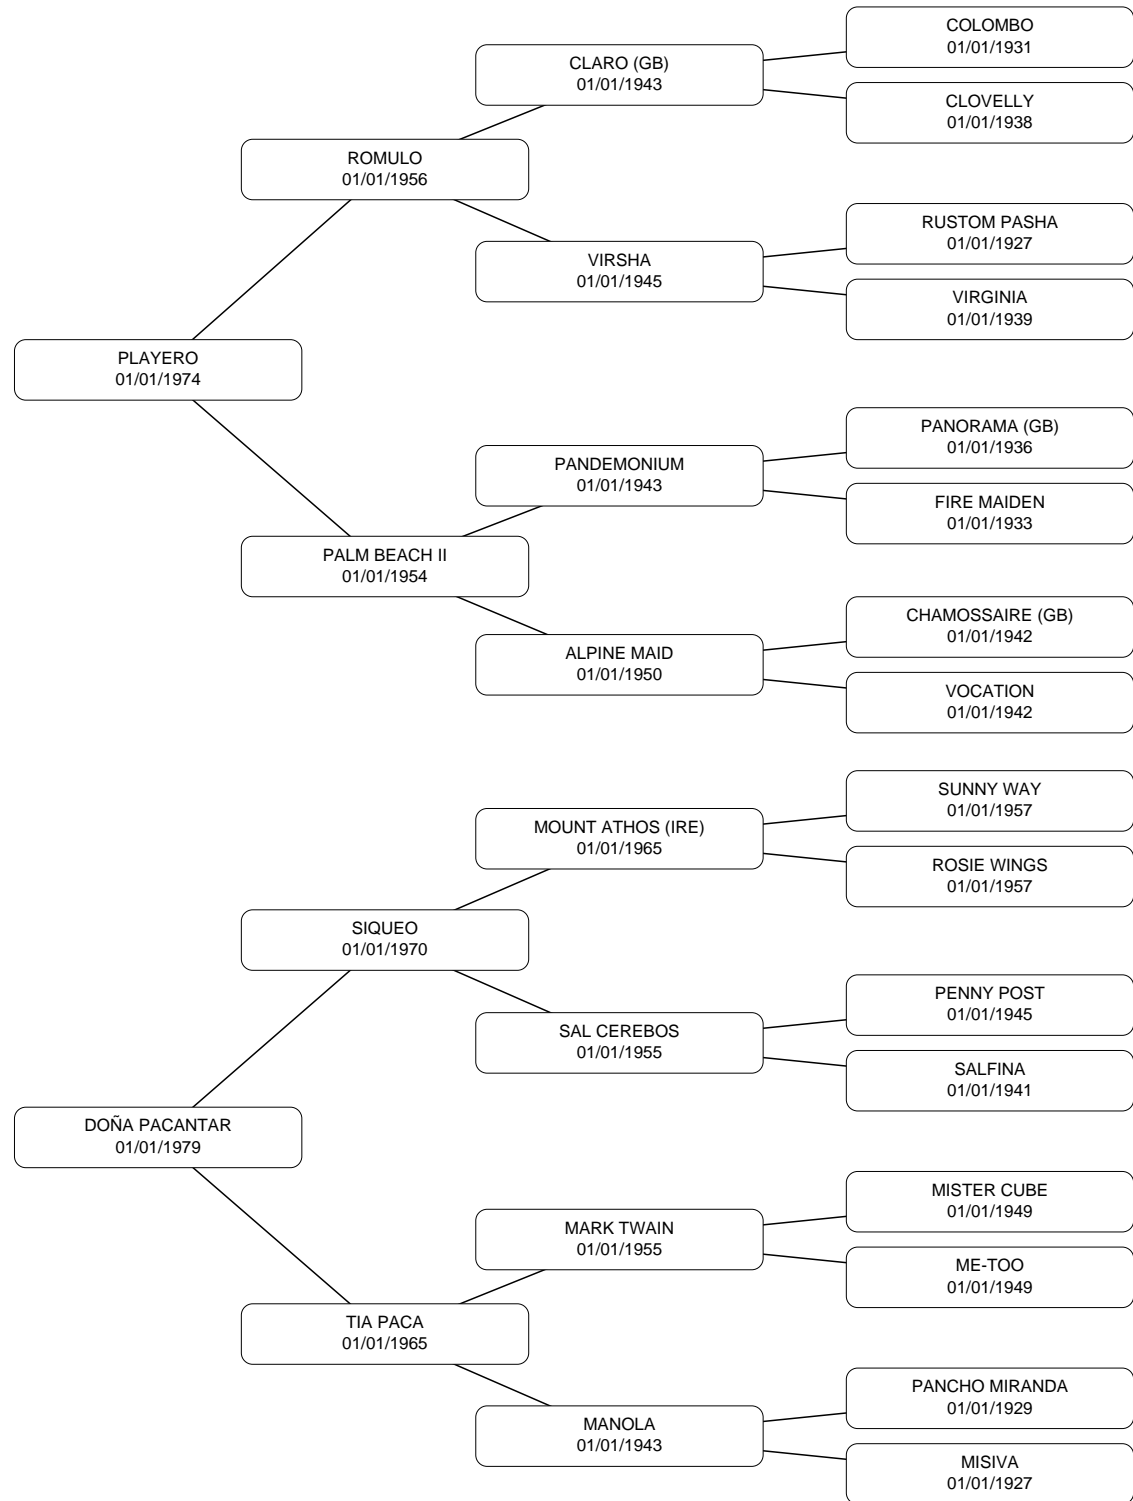 COLOMBO
01/01/1931
CLARO (GB)
01/01/1943
CLOVELLY
01/01/1938
ROMULO
01/01/1956
RUSTOM PASHA
01/01/1927
VIRSHA
01/01/1945
VIRGINIA
01/01/1939
PLAYERO
01/01/1974
PANORAMA (GB)
01/01/1936
PANDEMONIUM
01/01/1943
FIRE MAIDEN
01/01/1933
PALM BEACH II
01/01/1954
CHAMOSSAIRE (GB)
01/01/1942
ALPINE MAID
01/01/1950
VOCATION
01/01/1942
SUNNY WAY
01/01/1957
MOUNT ATHOS (IRE)
01/01/1965
ROSIE WINGS
01/01/1957
SIQUEO
01/01/1970
PENNY POST
01/01/1945
SAL CEREBOS
01/01/1955
SALFINA
01/01/1941
DOÑA PACANTAR
01/01/1979
MISTER CUBE
01/01/1949
MARK TWAIN
01/01/1955
ME-TOO
01/01/1949
TIA PACA
01/01/1965
PANCHO MIRANDA
01/01/1929
MANOLA
01/01/1943
MISIVA
01/01/1927